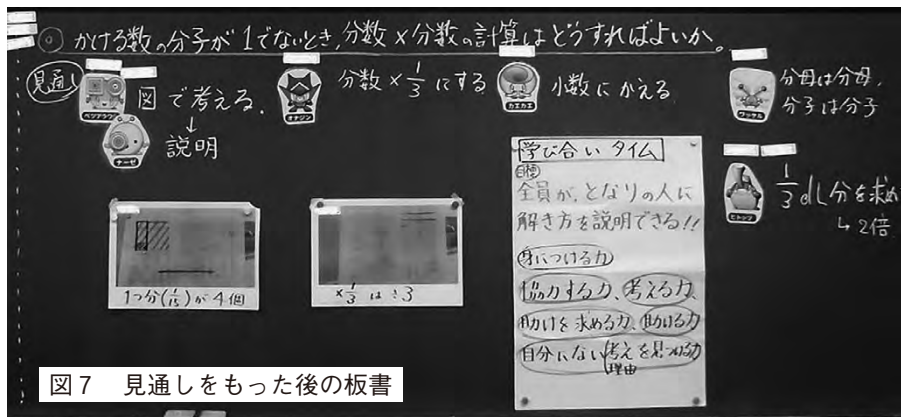 ◎ かける数の分子が1でないとき、分数×分数の計算はどうすればよいか。
見通し
ベツアラワ
図で考える。
↓
説明
ナーゼ
オナジン
分数×1/3にする
カエカエ
小数にかえる
ワッケル
分母は分母、
分子は分子
ヒトツブ
1/3dL分を求め
↳2倍
1つ分(1/15)が4個
×1/3は÷3
学び合いタイム
目標
全員が、となりの人に
解き方を説明できる!!
身につける力
協力する力、考える力、
助けを求める力、助ける力
自分にない考えを見つける力
理由
図7 見通しをもった後の板書